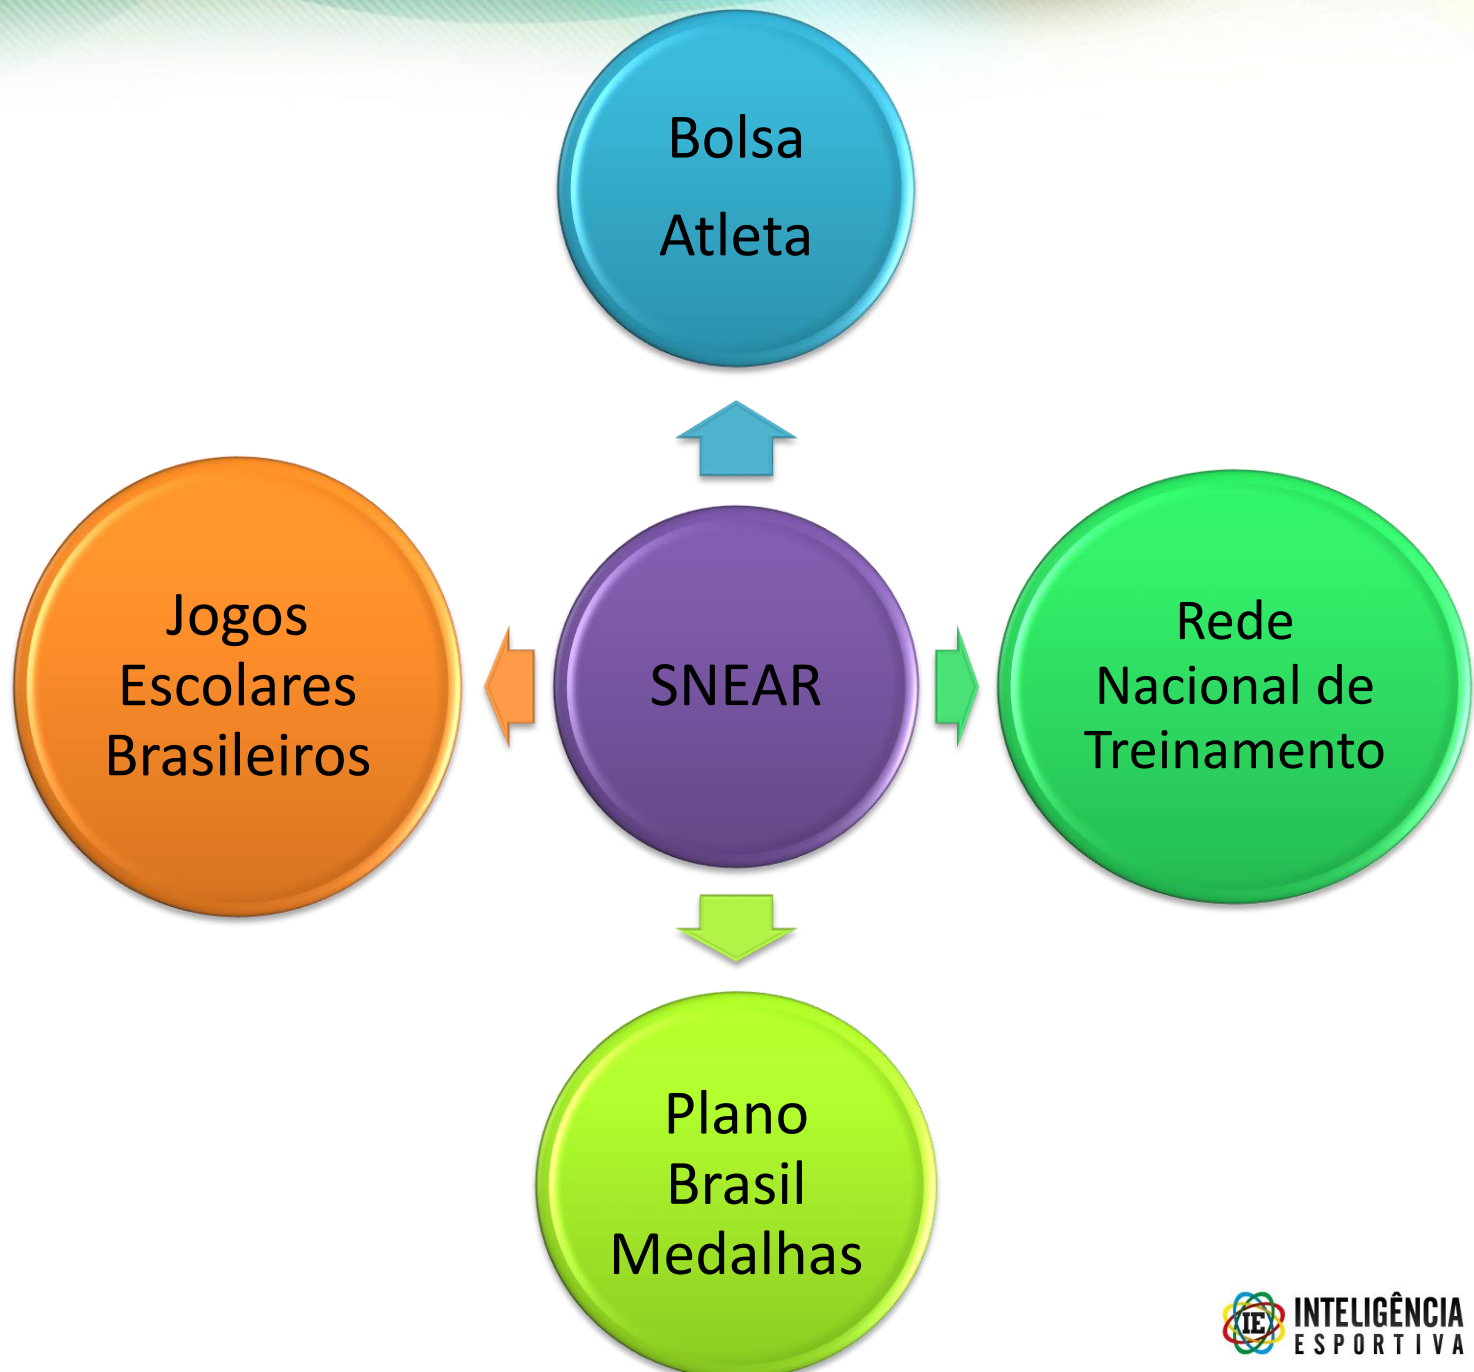 Bolsa
Atleta
Jogos
Escolares
Brasileiros
SNEAR
Rede
Nacional de
Treinamento
Plano
Brasil
Medalhas
IE
INTELIGÊNCIA
ESPORTIVA